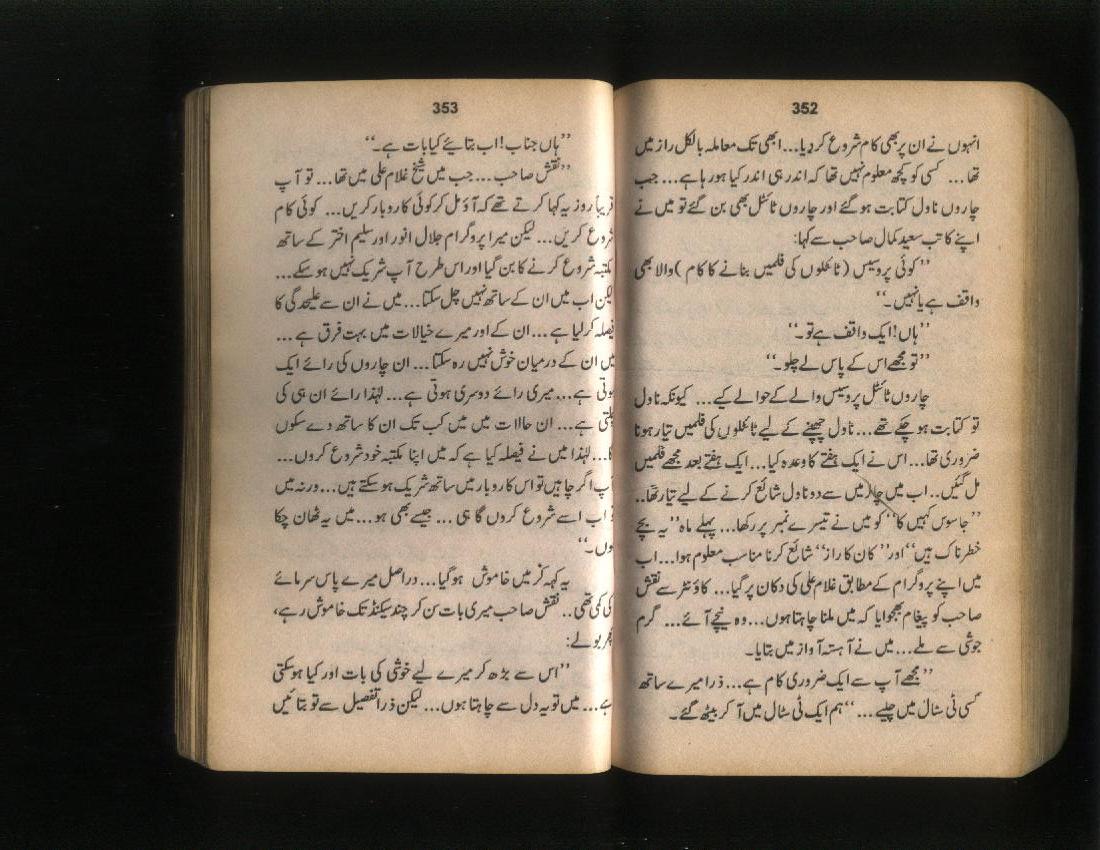 352
انہوں نے ان پر بھی کام شروع کر دیا... ابھی تک معاملہ بالکل راز میں
تھا... کسی کو کچھ معلوم نہیں تھا کہ اندر ہی اندر کیا ہو رہا ہے... جب
چاروں ناول کتابت ہو گئے اور چاروں ٹائٹل بھی بن گئے تو میں نے
اپنے کاتب سعید کمال صاحب سے کہا:
”کوئی پروسیس (ٹائٹلوں کی فلمیں بنانے کا کام) والا بھی
واقف ہے یا نہیں۔“
”ہاں! ایک واقف ہے تو۔“
”تو مجھے اس کے پاس لے چلو۔“
چاروں ٹائٹل پروسیس والے کے حوالے کیے... کیونکہ ناول
تو کتابت ہو چکے تھے... ناول چھپنے کے لیے ٹائٹلوں کی فلمیں تیار ہونا
ضروری تھا... اس نے ایک ہفتے کا وعدہ کیا... ایک ہفتے بعد مجھے فلمیں
مل گئیں.. اب میں چار میں سے دو ناول شائع کرنے کے لیے تیار تھا..
”جاسوس کہیں کا“ کو میں نے تیسرے نمبر پر رکھا... پہلے ماہ ”یہ بچے
خطرناک ہیں“ اور ”کان کا راز“ شائع کرنا مناسب معلوم ہوا... اب
میں اپنے پروگرام کے مطابق غلام علی کی دکان پر گیا... کاؤنٹر سے نقش
صاحب کو پیغام بھجوایا کہ میں ملنا چاہتا ہوں... وہ نیچے آئے... گرم
جوشی سے ملے... میں نے آہستہ آواز میں بتایا۔
”مجھے آپ سے ایک ضروری کام ہے... ذرا میرے ساتھ
کسی ٹی سٹال میں چلیے...“ ہم ایک ٹی سٹال میں آ کر بیٹھ گئے۔
353
”ہاں جناب! اب بتائیے کیا بات ہے۔“
”نقش صاحب... جب میں شیخ غلام علی میں تھا... تو آپ
قریباً روز یہ کہا کرتے تھے کہ آؤ مل کر کوئی کاروبار کریں... کوئی کام
شروع کریں... لیکن میرا پروگرام جلال انور اور سلیم اختر کے ساتھ
مکتبہ شروع کرنے کا بن گیا اور اس طرح آپ شریک نہیں ہو سکے...
لیکن اب میں ان کے ساتھ نہیں چل سکتا... میں نے ان سے علیحدگی کا
فیصلہ کر لیا ہے... ان کے اور میرے خیالات میں بہت فرق ہے...
میں ان کے درمیان خوش نہیں رہ سکتا... ان چاروں کی رائے ایک
ہوتی ہے... میری رائے دوسری ہوتی ہے... لہٰذا رائے ان ہی کی
چلتی ہے... ان حالات میں میں کب تک ان کا ساتھ دے سکوں
گا... لہٰذا میں نے فیصلہ کیا ہے کہ میں اپنا مکتبہ خود شروع کروں...
آپ اگر چاہیں تو اس کاروبار میں ساتھ شریک ہو سکتے ہیں... ورنہ میں
تو اب اسے شروع کروں گا ہی... جیسے بھی ہو... میں یہ ٹھان چکا
ہوں۔“
یہ کہہ کر میں خاموش ہو گیا... دراصل میرے پاس سرمائے
کی کمی تھی.. نقش صاحب میری بات سن کر چند سیکنڈ تک خاموش رہے،
پھر بولے:
”اس سے بڑھ کر میرے لیے خوشی کی بات اور کیا ہو سکتی
ہے... میں تو یہ دل سے چاہتا ہوں... لیکن ذرا تفصیل سے تو بتائیں